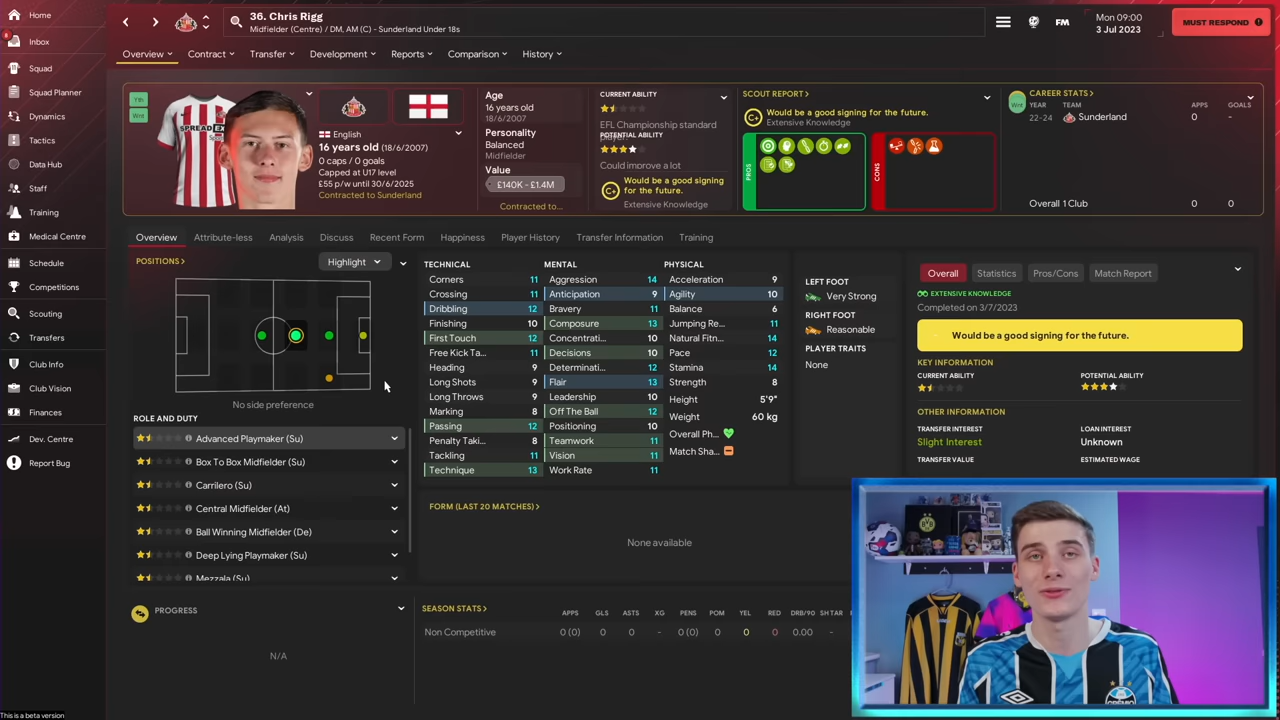 Home
Inbox
Squad
Squad Planner
Dynamics
Tactics
Data Hub
Staff
Training
Medical Centre
Schedule
Competitions
Scouting
Transfers
Club Info
Club Vision
Finances
Dev. Centre
Report Bug
This is a beta version
36. Chris Rigg
Midfielder (Centre) / DM, AM (C) - Sunderland Under 18s
FM
Mon 09:00
3 Jul 2023
MUST RESPOND
Overview
Contract
Transfer
Development
Reports
Comparison
History
Yth
Wnt
English
16 years old (18/6/2007)
0 caps / 0 goals
Capped at U17 level
£55 p/w until 30/6/2025
Contracted to Sunderland
Age
16 years old
18/6/2007
Personality
Balanced
Midfielder
Value
£140K - £1.4M
Contracted to...
CURRENT ABILITY
EFL Championship standard
POTENTIAL ABILITY
Could improve a lot
C+
Would be a good signing
for the future.
Extensive Knowledge
SCOUT REPORT
C+
Would be a good signing for the future.
Extensive Knowledge
PROS
CONS
CAREER STATS
Wnt
YEAR TEAM APPS GOALS
22-24 Sunderland 0 -
Overall 1 Club 0 0
Overview
Attribute-less
Analysis
Discuss
Recent Form
Happiness
Player History
Transfer Information
Training
POSITIONS
Highlight
No side preference
ROLE AND DUTY
Advanced Playmaker (Su)
Box To Box Midfielder (Su)
Carrilero (Su)
Central Midfielder (At)
Ball Winning Midfielder (De)
Deep Lying Playmaker (Su)
Mezzala (Su)
TECHNICAL
Corners 11
Crossing 11
Dribbling 12
Finishing 10
First Touch 12
Free Kick Ta... 11
Heading 9
Long Shots 9
Long Throws 9
Marking 8
Passing 12
Penalty Taki... 8
Tackling 11
Technique 13
MENTAL
Aggression 14
Anticipation 9
Bravery 11
Composure 13
Concentrati... 10
Decisions 10
Determinati... 12
Flair 13
Leadership 10
Off The Ball 12
Positioning 10
Teamwork 11
Vision 11
Work Rate 11
PHYSICAL
Acceleration 9
Agility 10
Balance 6
Jumping Re... 11
Natural Fitn... 14
Pace 12
Stamina 14
Strength 8
Height 5'9"
Weight 60 kg
Overall Ph...
Match Sha...
LEFT FOOT
Very Strong
RIGHT FOOT
Reasonable
PLAYER TRAITS
None
Overall
Statistics
Pros/Cons
Match Report
EXTENSIVE KNOWLEDGE
Completed on 3/7/2023
Would be a good signing for the future.
KEY INFORMATION
CURRENT ABILITY
POTENTIAL ABILITY
OTHER INFORMATION
TRANSFER INTEREST
Slight Interest
LOAN INTEREST
Unknown
TRANSFER VALUE
ESTIMATED WAGE
FORM (LAST 20 MATCHES)
None available
PROGRESS
N/A
SEASON STATS
APPS GLS ASTS XG PENS POM YEL RED DRB/90 SH TAR
Non Competitive 0 (0) 0 0 - 0 (0) 0 0 0 0.00 -
GRÊMIO